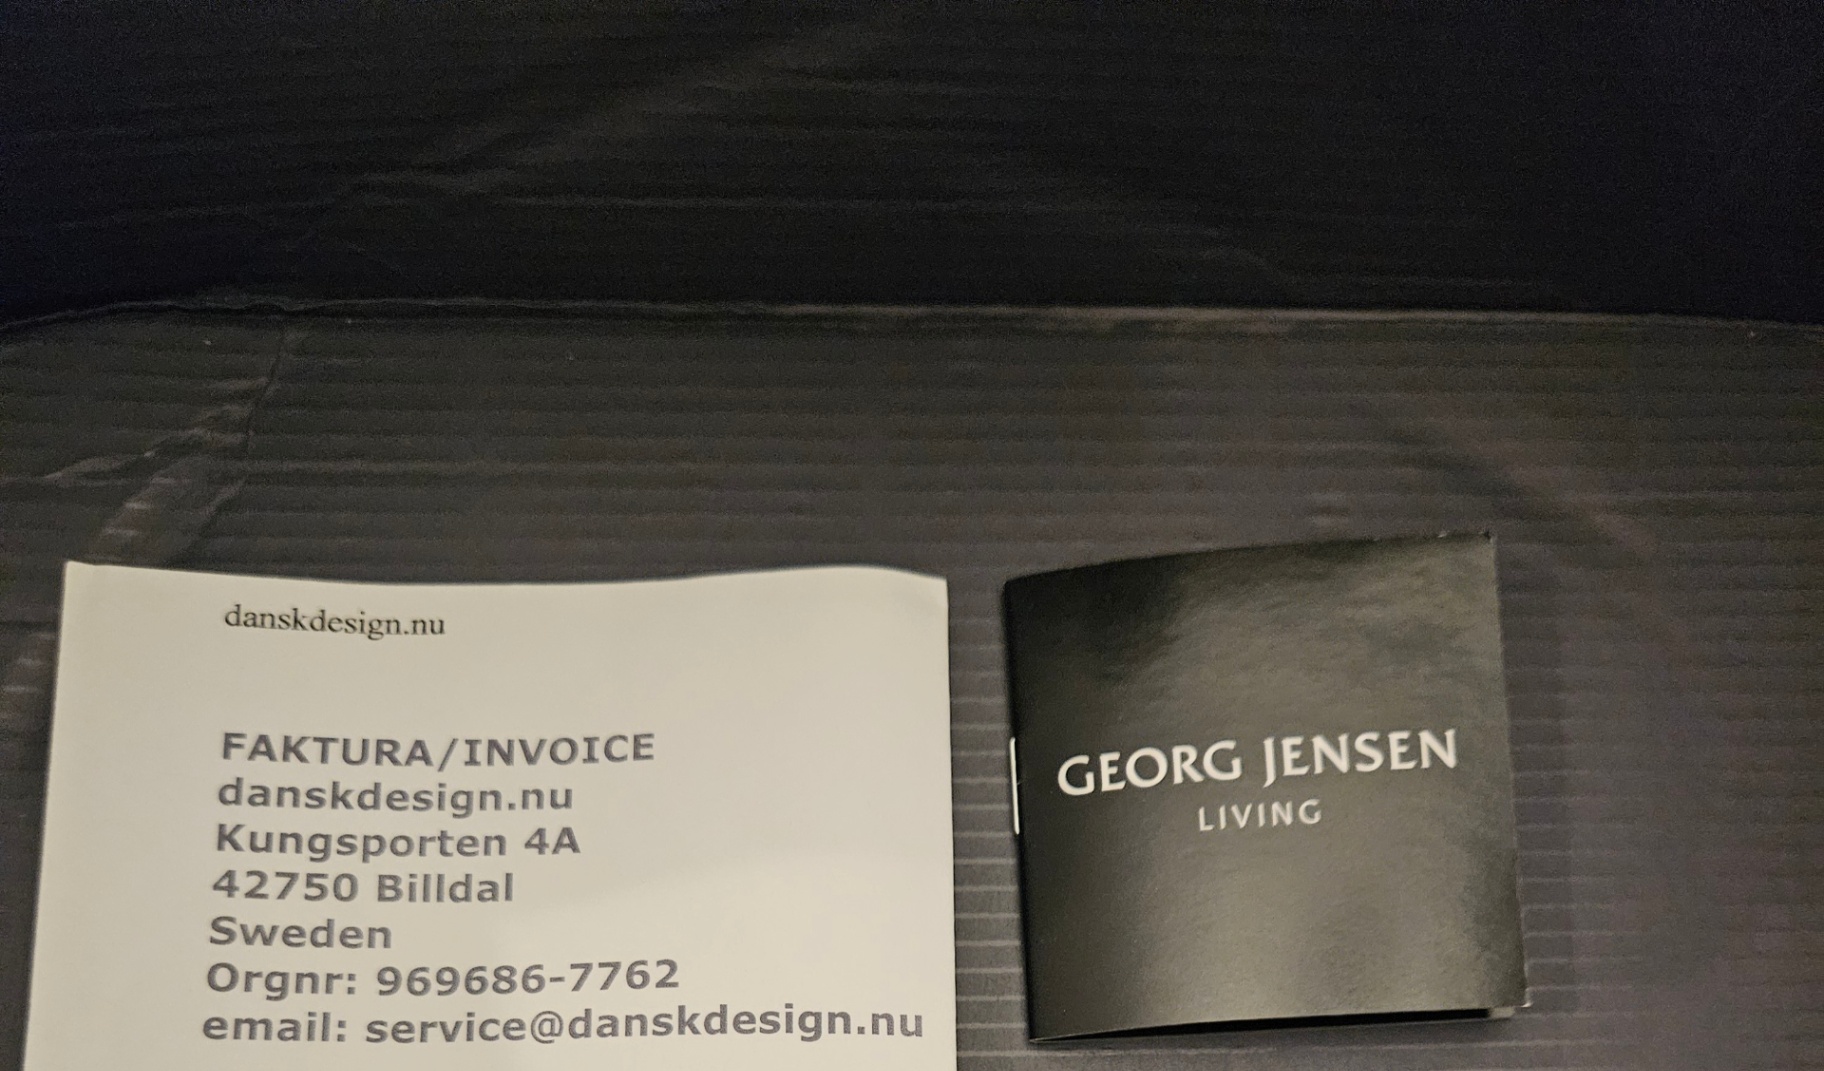 danskdesign.nu
FAKTURA/INVOICE
danskdesign.nu
Kungsporten 4A
42750 Billdal
Sweden
Orgnr: 969686-7762
email: service@danskdesign.nu
GEORG JENSEN
LIVING